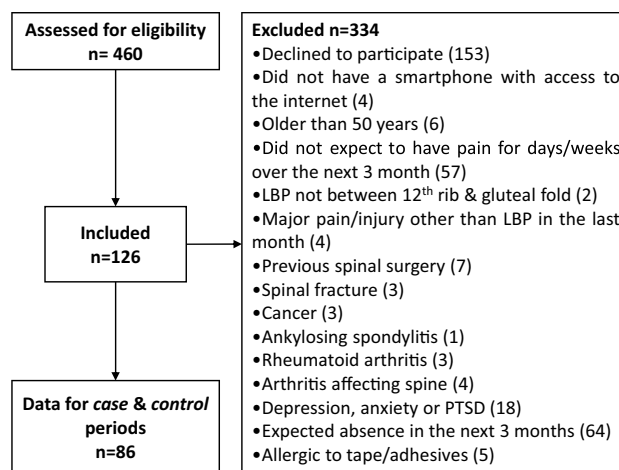 Assessed for eligibility
n= 460
Included
n=126
Data for case & control
periods
n=86
Excluded n=334
•Declined to participate (153)
•Did not have a smartphone with access to
the internet (4)
•Older than 50 years (6)
•Did not expect to have pain for days/weeks
over the next 3 month (57)
•LBP not between 12th rib & gluteal fold (2)
•Major pain/injury other than LBP in the last
month (4)
•Previous spinal surgery (7)
•Spinal fracture (3)
•Cancer (3)
•Ankylosing spondylitis (1)
•Rheumatoid arthritis (3)
•Arthritis affecting spine (4)
•Depression, anxiety or PTSD (18)
•Expected absence in the next 3 months (64)
•Allergic to tape/adhesives (5)